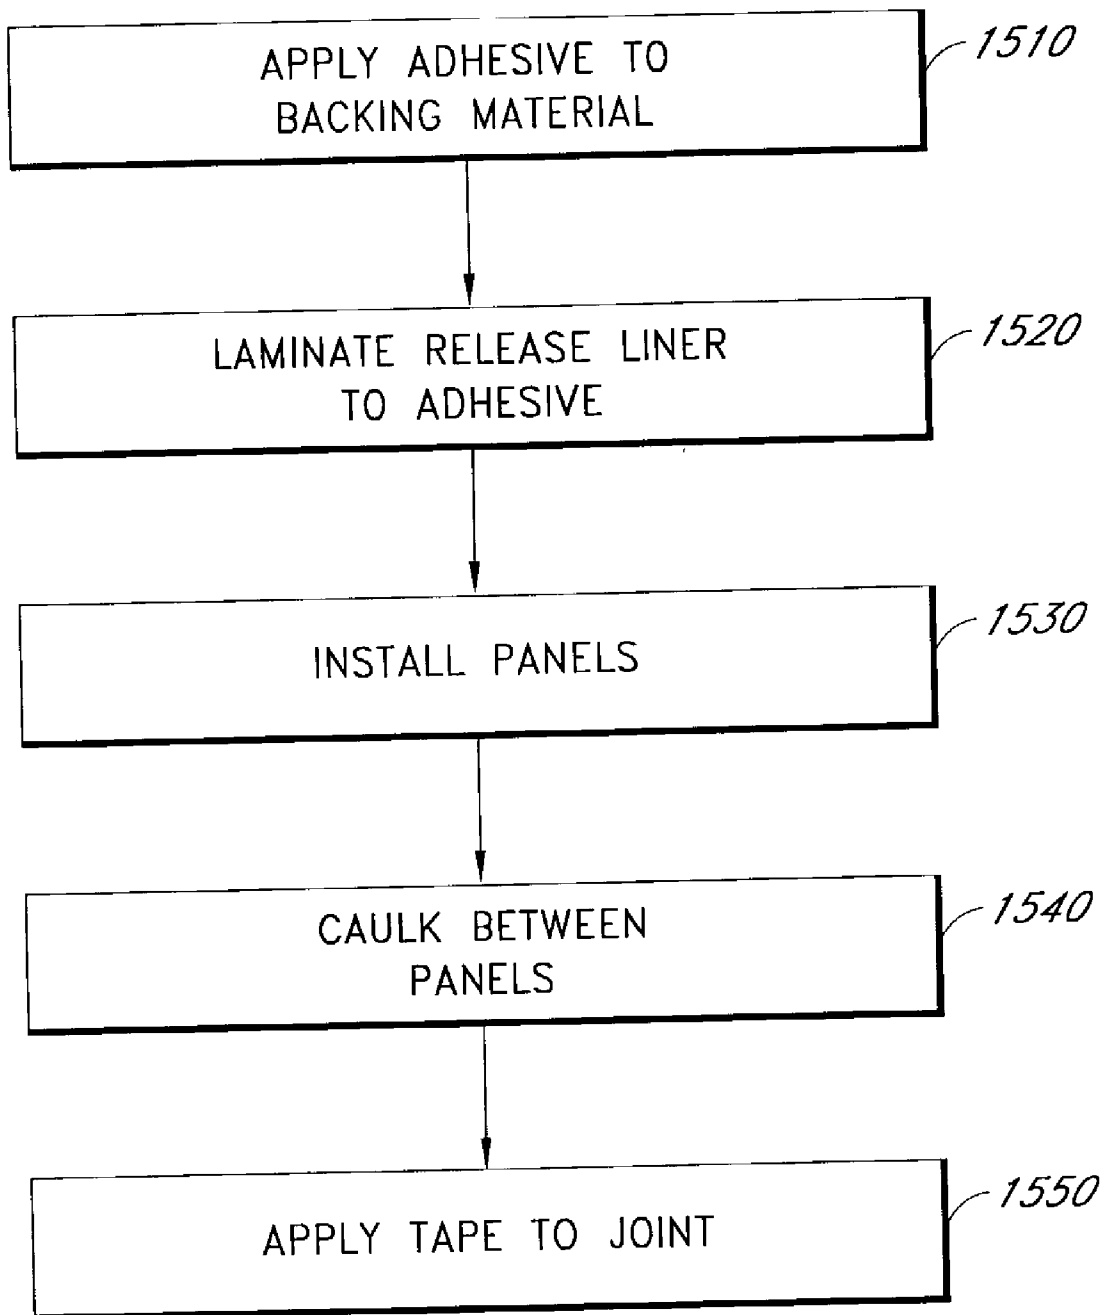 APPLY ADHESIVE TO
BACKING MATERIAL
1510
LAMINATE RELEASE LINER
TO ADHESIVE
1520
INSTALL PANELS
1530
CAULK BETWEEN
PANELS
1540
APPLY TAPE TO JOINT
1550